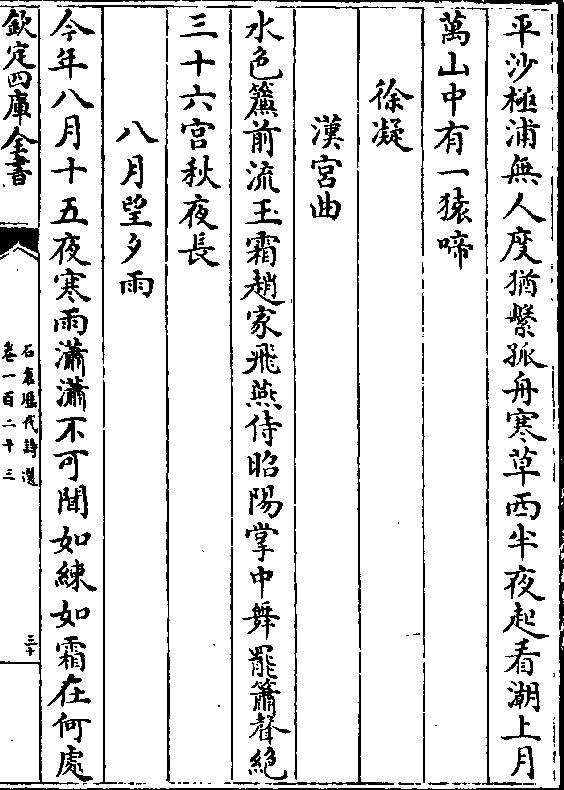 平沙極浦無人度猶繫孤舟寒草西半夜起看潮上月
萬山中有一猿啼
徐凝
漢宮曲
水色簾前流玉霜趙家飛燕侍昭陽掌中舞罷簫聲絶
三十六宮秋夜長
八月望夕雨
今年八月十五夜寒雨瀟瀟不可聞如練如霜在何處
欽定四庫全書
石倉歷代詩選
卷一百二十三
三十